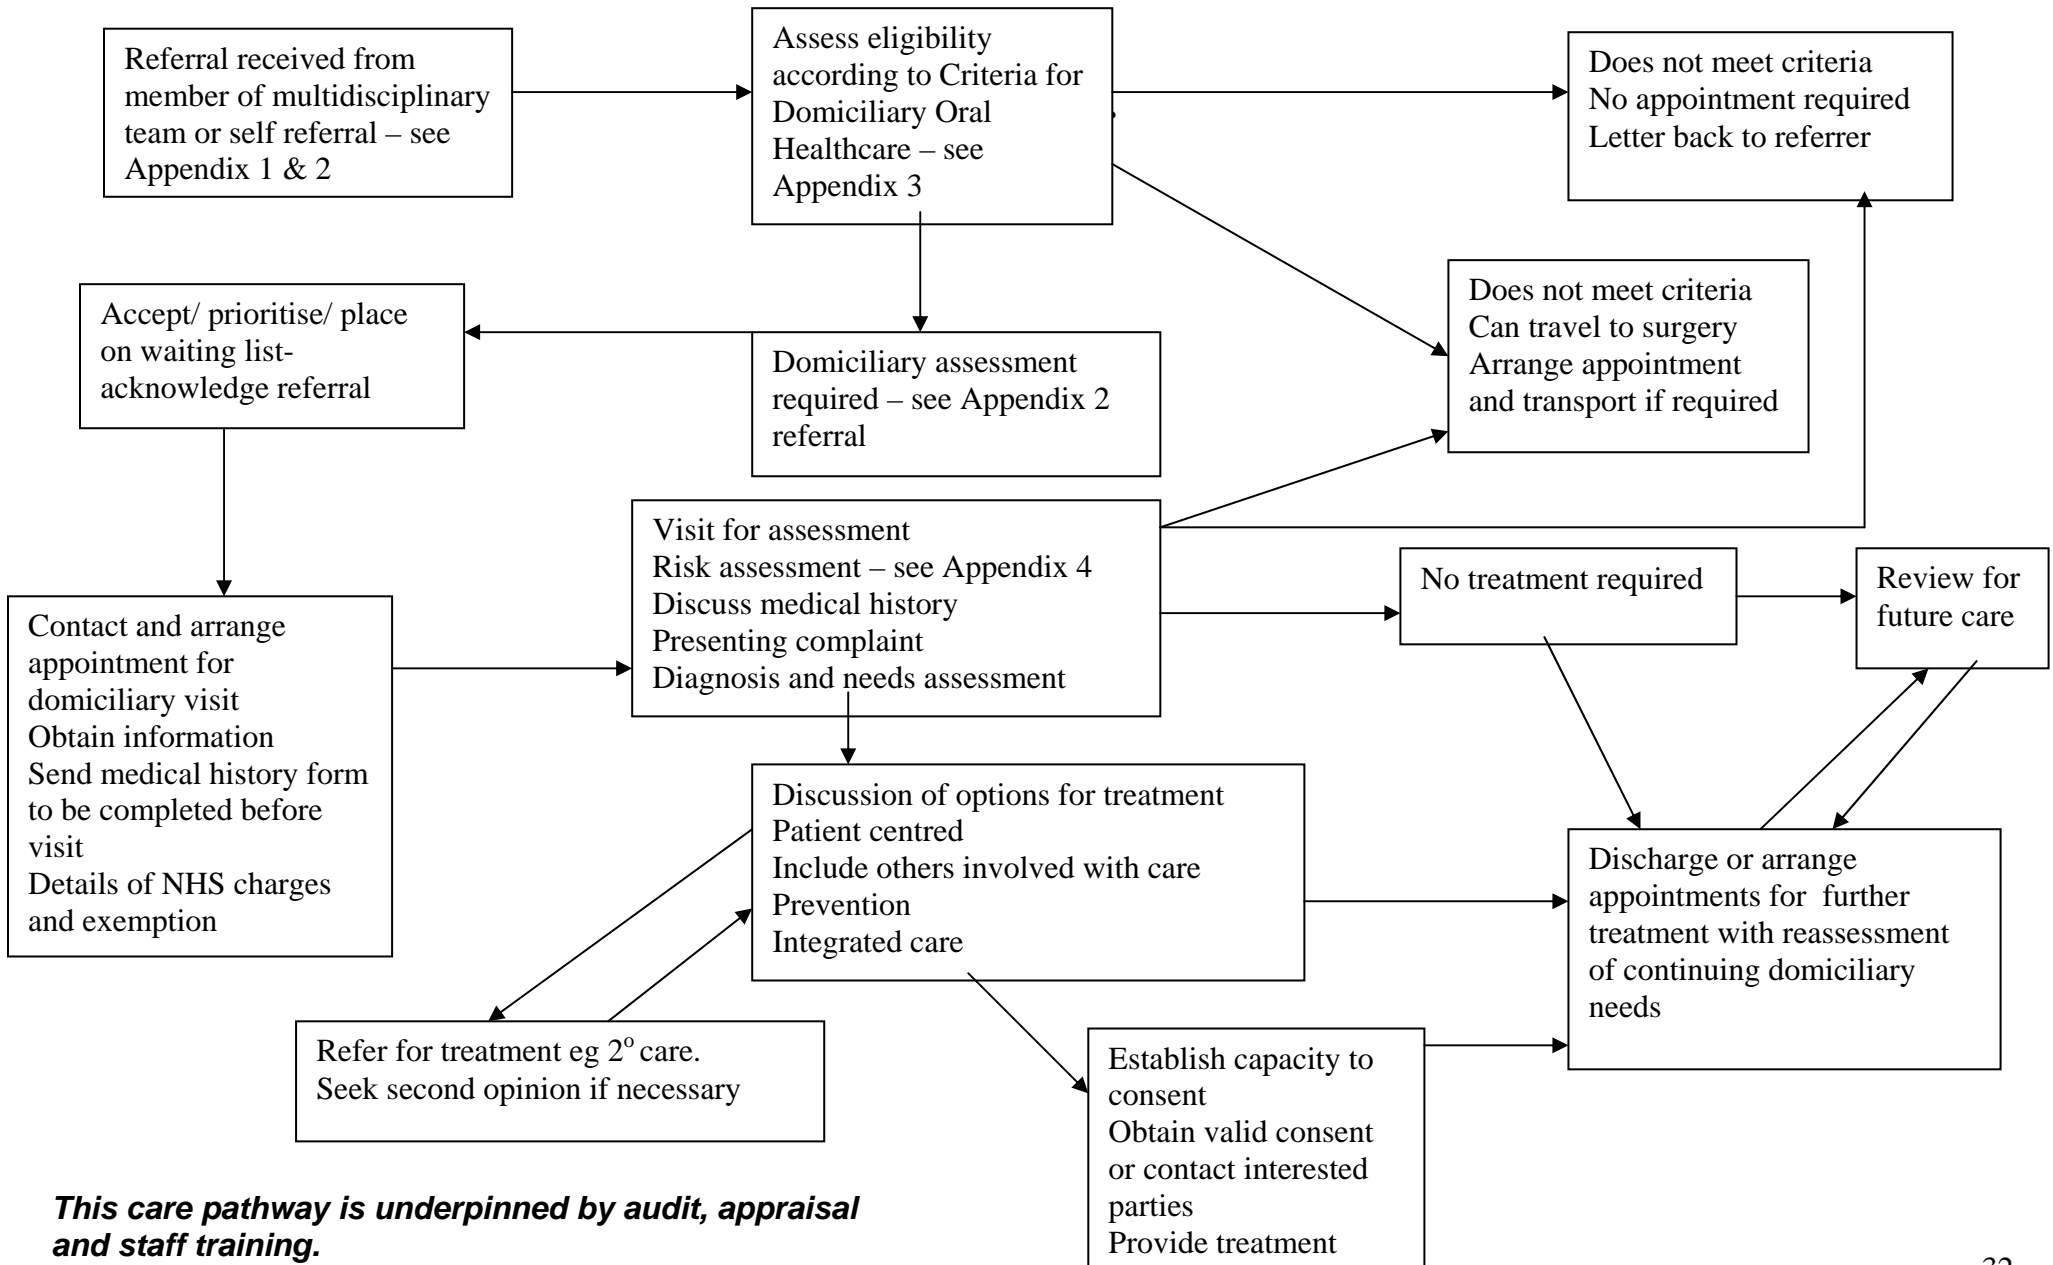 Referral received from
member of multidisciplinary
team or self referral – see
Appendix 1 & 2
Assess eligibility
according to Criteria for
Domiciliary Oral
Healthcare – see
Appendix 3
Does not meet criteria
No appointment required
Letter back to referrer
Does not meet criteria
Can travel to surgery
Arrange appointment
and transport if required
Accept/ prioritise/ place
on waiting list-
acknowledge referral
Domiciliary assessment
required – see Appendix 2
referral
Visit for assessment
Risk assessment – see Appendix 4
Discuss medical history
Presenting complaint
Diagnosis and needs assessment
No treatment required
Review for
future care
Contact and arrange
appointment for
domiciliary visit
Obtain information
Send medical history form
to be completed before
visit
Details of NHS charges
and exemption
Discussion of options for treatment
Patient centred
Include others involved with care
Prevention
Integrated care
Discharge or arrange
appointments for  further
treatment with reassessment
of continuing domiciliary
needs
Refer for treatment eg 2º care.
Seek second opinion if necessary
Establish capacity to
consent
Obtain valid consent
or contact interested
parties
Provide treatment
This care pathway is underpinned by audit, appraisal
and staff training.
32